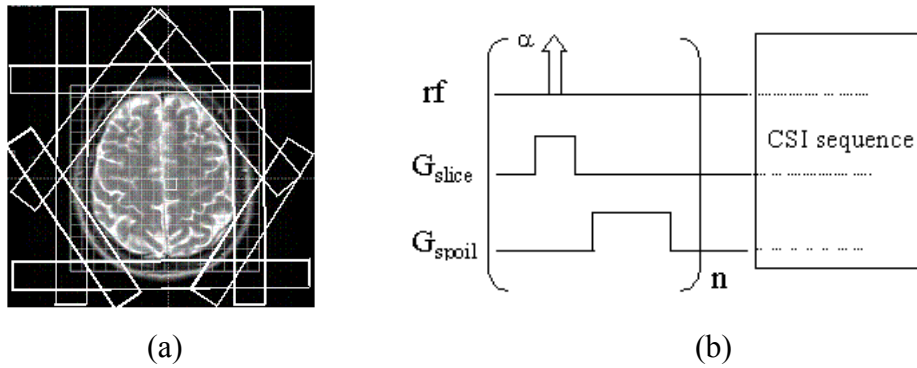 α
rf
G_slice
G_spoil
n
CSI sequence
(a)
(b)